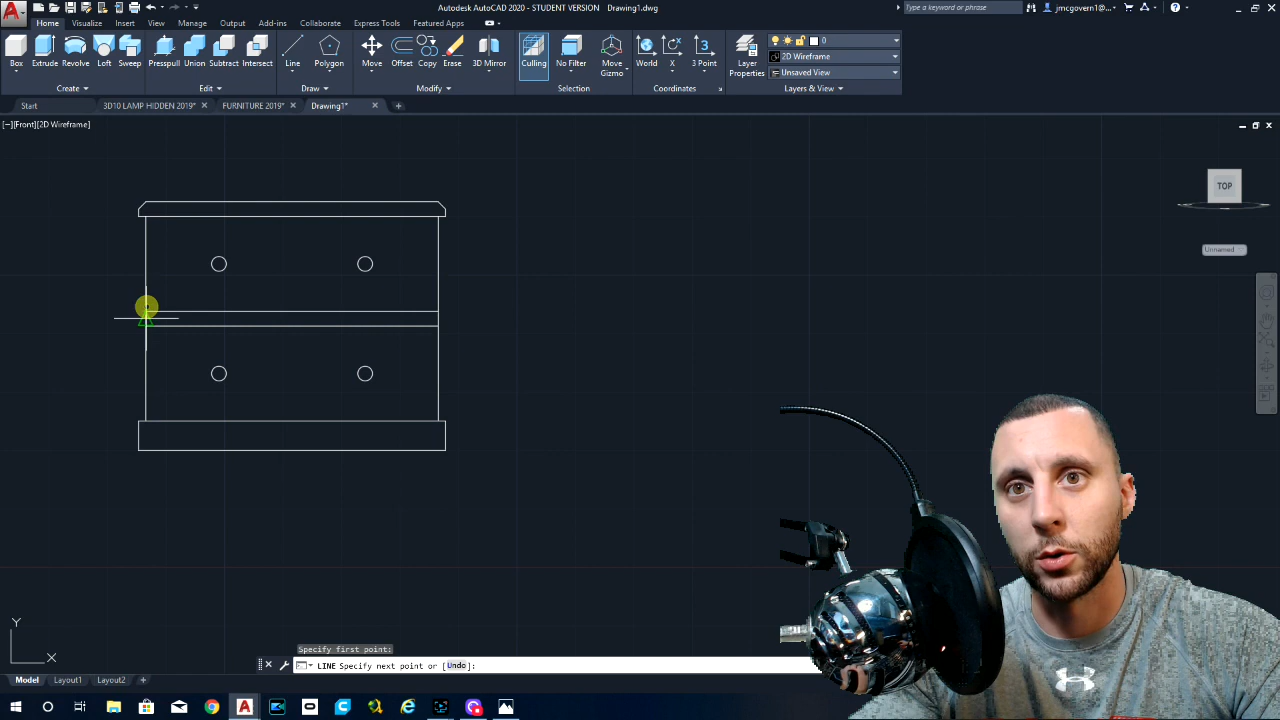 Autodesk AutoCAD 2020 - STUDENT VERSION Drawing1.dwg
Type a keyword or phrase
jmcgovern1@...
Home Visualize Insert View Manage Output Add-ins Collaborate Express Tools Featured Apps
Box Extrude Revolve Loft Sweep Presspull Union Subtract Intersect Line Polygon Move Offset Copy Erase 3D Mirror Culling No Filter Move Gizmo World X 3 Point Layer Properties
0
2D Wireframe
Unsaved View
Create Edit Draw Modify Selection Coordinates Layers & View
Start 3D10 LAMP HIDDEN 2019* FURNITURE 2019* Drawing1*
[−][Front][2D Wireframe]
TOP
Unnamed
Y
X
Specify first point:
LINE Specify next point or [Undo]:
Model Layout1 Layout2